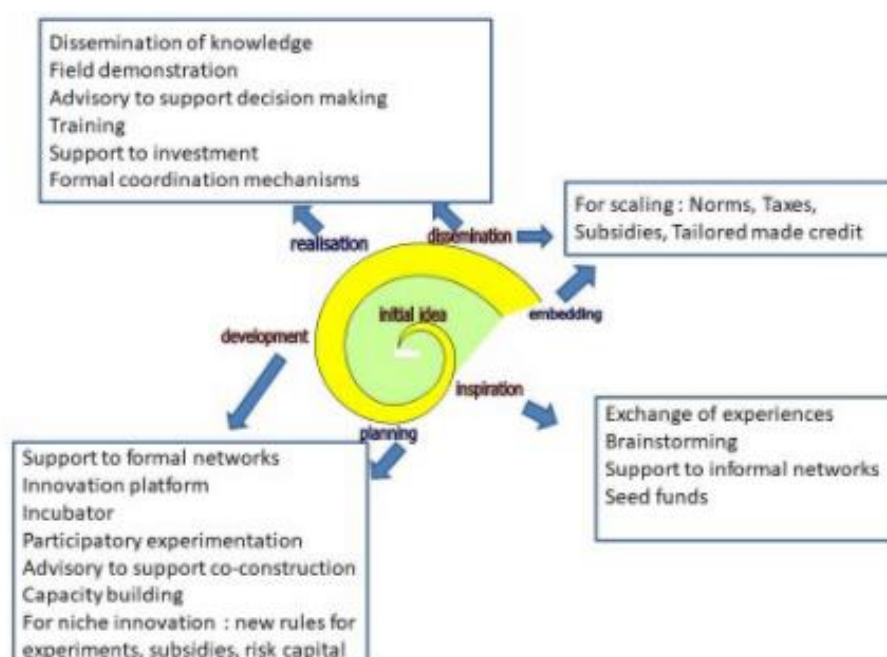 Dissemination of knowledge
Field demonstration
Advisory to support decision making
Training
Support to investment
Formal coordination mechanisms
For scaling : Norms, Taxes,
Subsidies, Tailored made credit
realisation
dissemination
initial idea
embedding
development
inspiration
planning
Exchange of experiences
Brainstorming
Support to informal networks
Seed funds
Support to formal networks
Innovation platform
Incubator
Participatory experimentation
Advisory to support co-construction
Capacity building
For niche innovation : new rules for
experiments, subsidies, risk capital